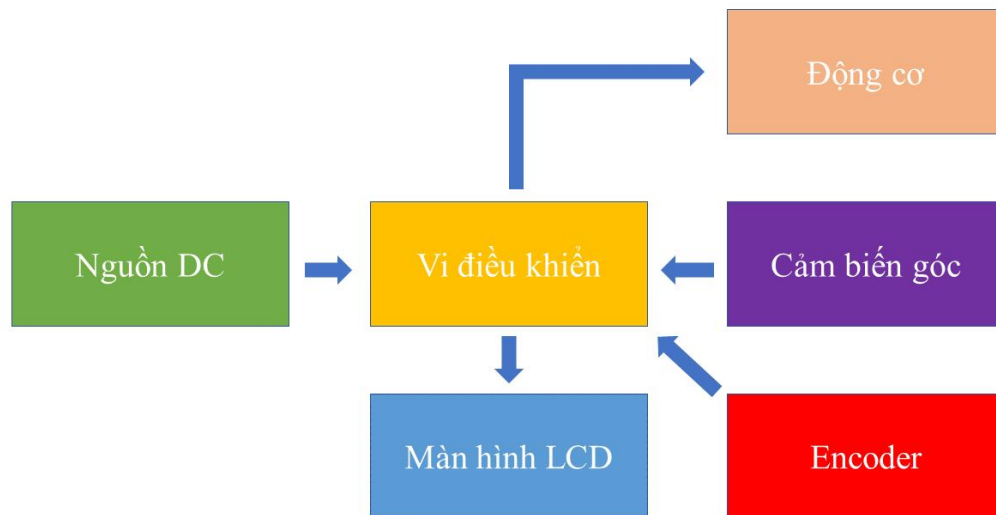 Động cơ
Nguồn DC
Vi điều khiển
Cảm biến góc
Màn hình LCD
Encoder